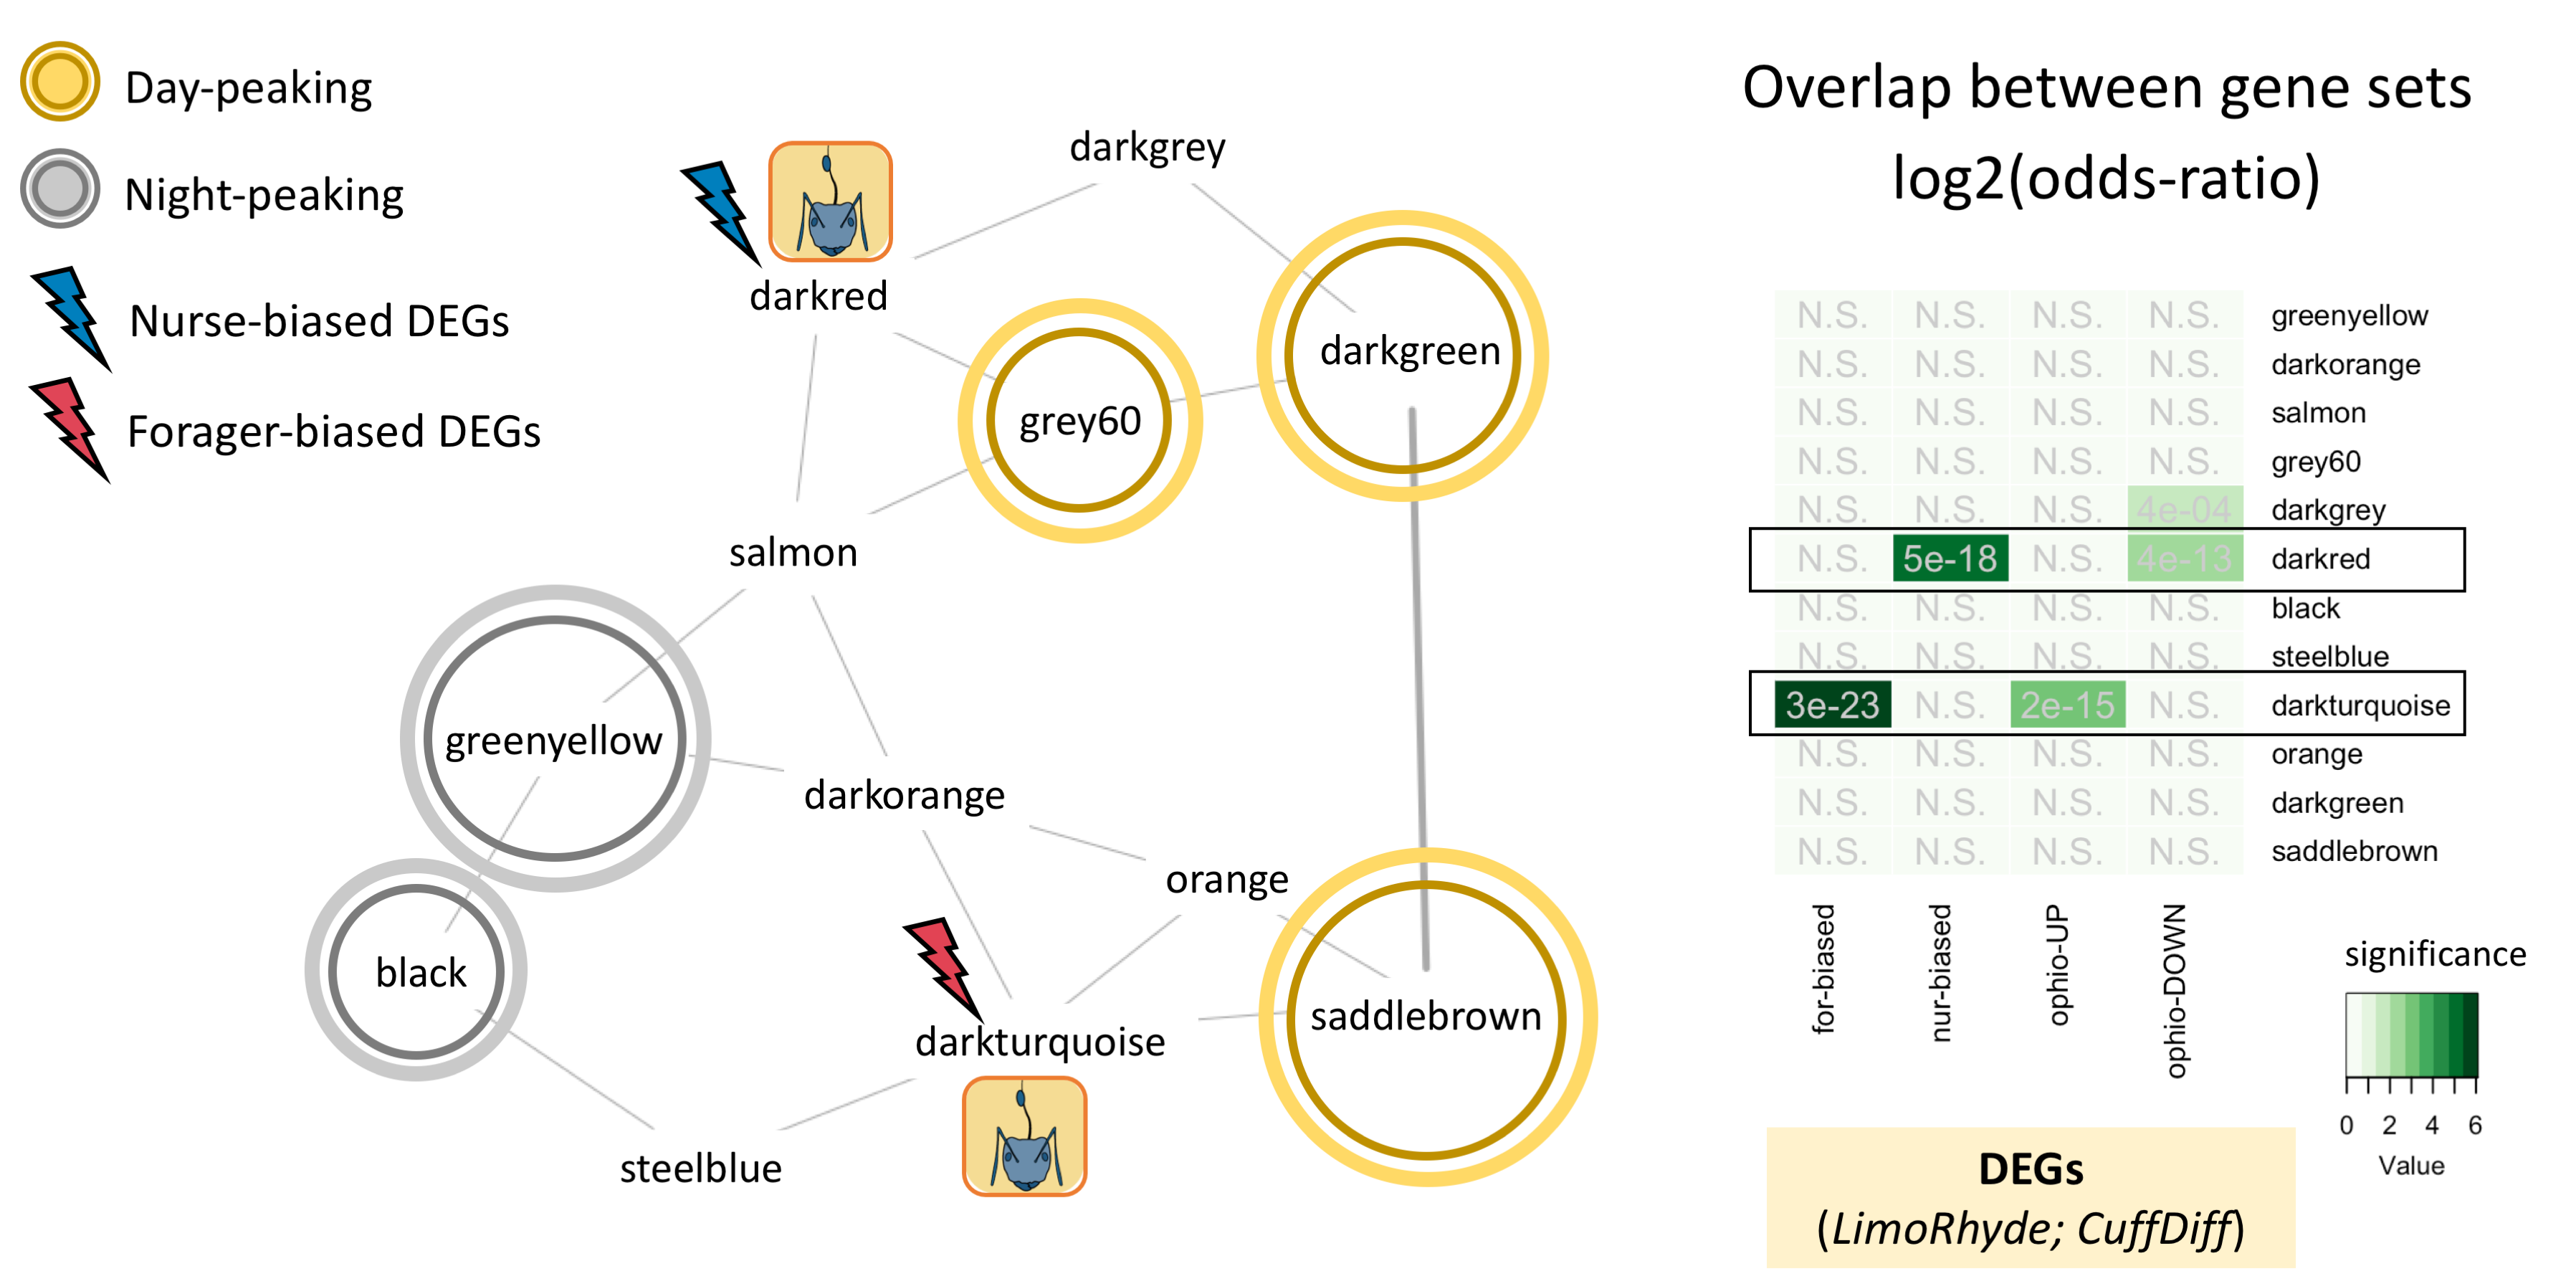 Day-peaking
Night-peaking
Nurse-biased DEGs
Forager-biased DEGs
darkgrey
darkred
darkgreen
grey60
salmon
greenyellow
darkorange
orange
black
saddlebrown
darkturquoise
steelblue
Overlap between gene sets
log2(odds-ratio)
N.S. N.S. N.S. N.S. greenyellow
N.S. N.S. N.S. N.S. darkorange
N.S. N.S. N.S. N.S. salmon
N.S. N.S. N.S. N.S. grey60
N.S. N.S. N.S. 4e-04 darkgrey
N.S. 5e-18 N.S. 4e-13 darkred
N.S. N.S. N.S. N.S. black
N.S. N.S. N.S. N.S. steelblue
3e-23 N.S. 2e-15 N.S. darkturquoise
N.S. N.S. N.S. N.S. orange
N.S. N.S. N.S. N.S. darkgreen
N.S. N.S. N.S. N.S. saddlebrown
for-biased
nur-biased
ophio-UP
ophio-DOWN
significance
0 2 4 6
Value
DEGs
(LimoRhyde; CuffDiff)